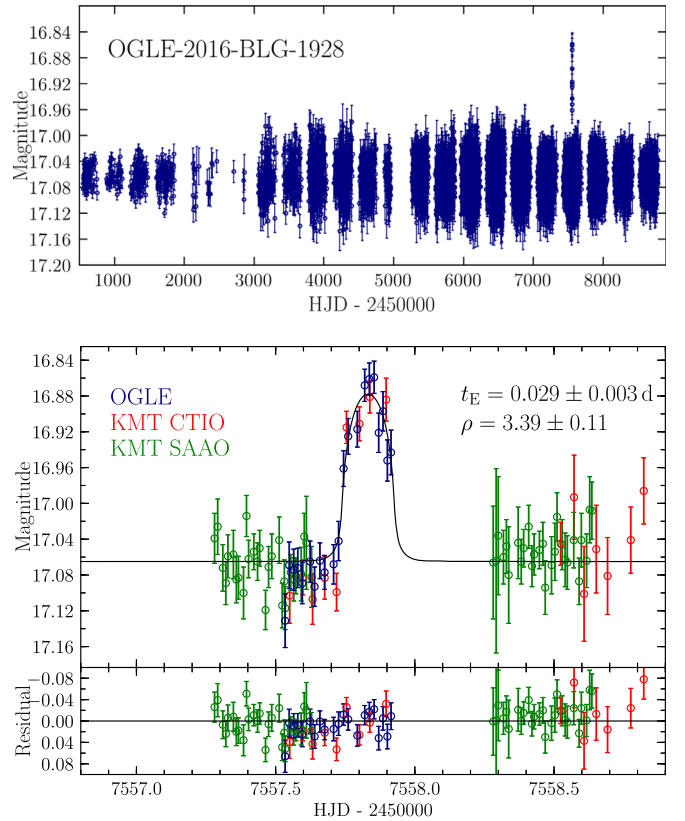 16.84
16.88
16.92
16.96
17.00
17.04
17.08
17.12
17.16
17.20
Magnitude
OGLE-2016-BLG-1928
1000 2000 3000 4000 5000 6000 7000 8000
HJD - 2450000
16.84
16.88
16.92
16.96
17.00
17.04
17.08
17.12
17.16
Magnitude
OGLE
KMT CTIO
KMT SAAO
t_E = 0.029 ± 0.003 d
ρ = 3.39 ± 0.11
−0.08
−0.04
0.00
0.04
0.08
Residual
7557.0 7557.5 7558.0 7558.5
HJD - 2450000